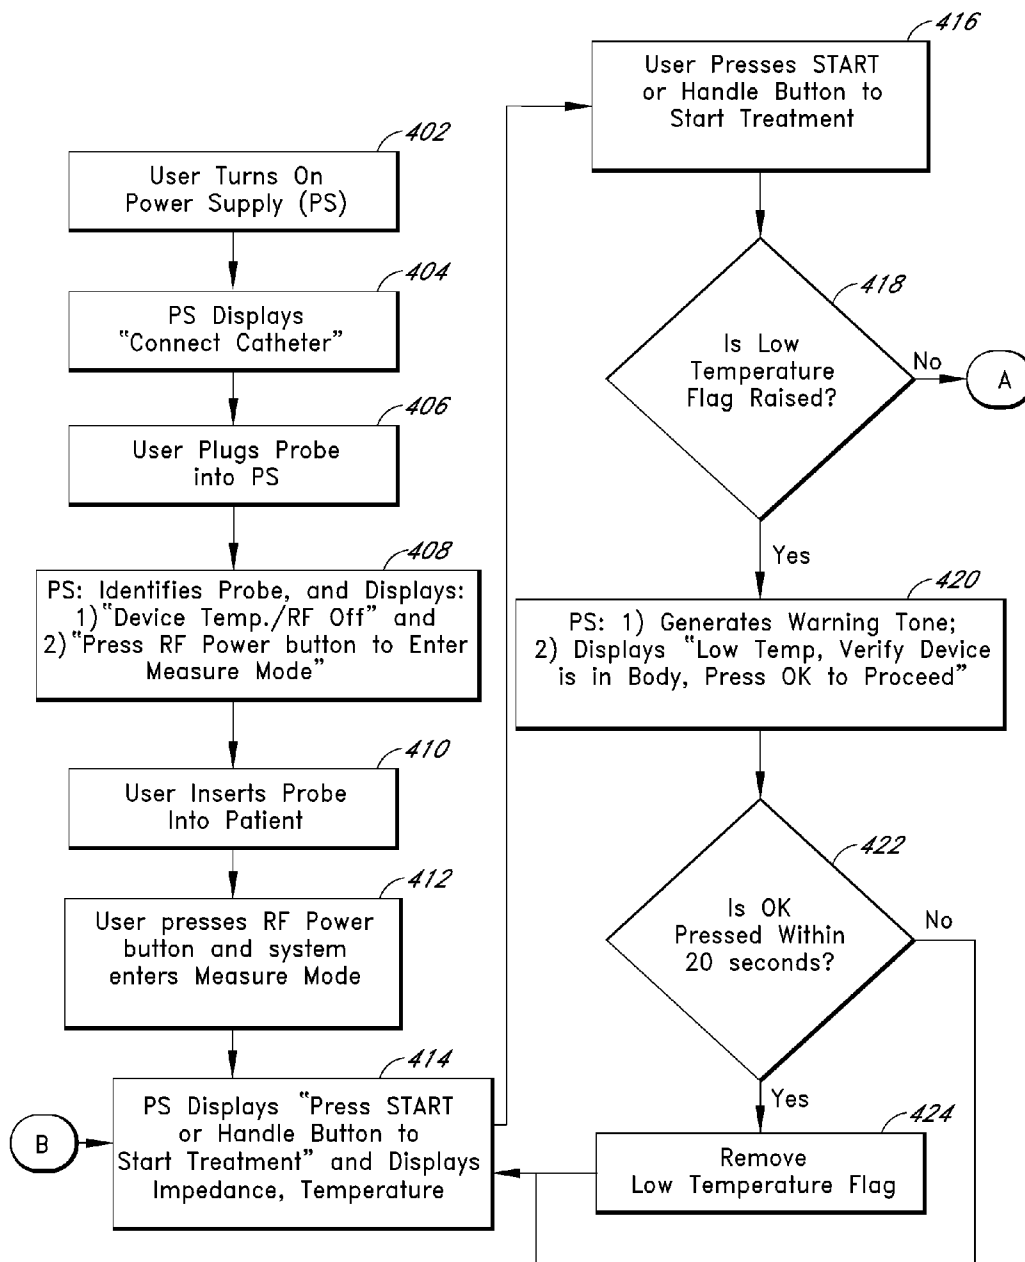 402
User Turns On
Power Supply (PS)
404
PS Displays
"Connect Catheter"
406
User Plugs Probe
into PS
408
PS: Identifies Probe, and Displays:
1) "Device Temp./RF Off" and
2) "Press RF Power button to Enter
Measure Mode"
410
User Inserts Probe
Into Patient
412
User presses RF Power
button and system
enters Measure Mode
414
B
PS Displays "Press START
or Handle Button to
Start Treatment" and Displays
Impedance, Temperature
416
User Presses START
or Handle Button to
Start Treatment
418
Is Low
Temperature
Flag Raised?
No
A
Yes
420
PS: 1) Generates Warning Tone;
2) Displays "Low Temp, Verify Device
is in Body, Press OK to Proceed"
422
Is OK
Pressed Within
20 seconds?
No
Yes
424
Remove
Low Temperature Flag